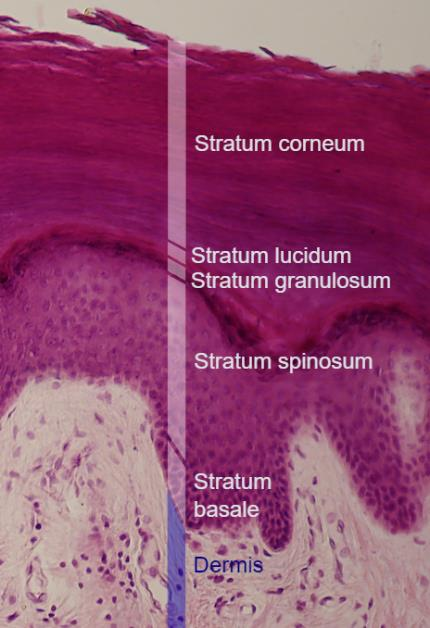 Stratum corneum
Stratum lucidum
Stratum granulosum
Stratum spinosum
Stratum
basale
Dermis